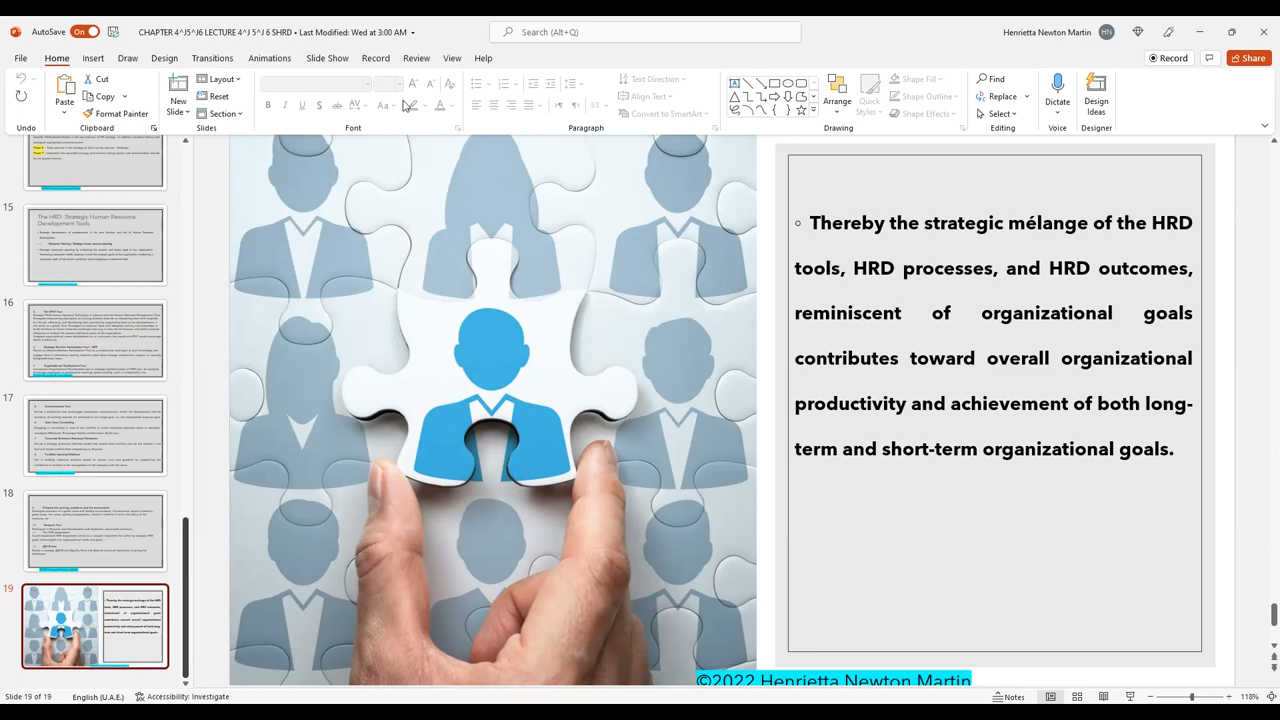 AutoSave On CHAPTER 4^J5^J6 LECTURE 4^J 5^J 6 SHRD • Last Modified: Wed at 3:00 AM Search (Alt+Q) Henrietta Newton Martin HN
File Home Insert Draw Design Transitions Animations Slide Show Record Review View Help Record Share
Paste Cut Copy Format Painter
New Slide Layout Reset Section
Text Direction Align Text Convert to SmartArt
Arrange Quick Styles Shape Fill Shape Outline Shape Effects
Find Replace Select
Dictate Design Ideas
Undo Clipboard Slides Font Paragraph Drawing Editing Voice Designer
15
The HRD: Strategic Human Resource
Development Tools
16
17
18
19
Thereby the strategic mélange of the HRD
tools, HRD processes, and HRD outcomes,
reminiscent of organizational goals
contributes toward overall organizational
productivity and achievement of both long-
term and short-term organizational goals.
©2022 Henrietta Newton Martin
Slide 19 of 19 English (U.A.E.) Accessibility: Investigate Notes 118%